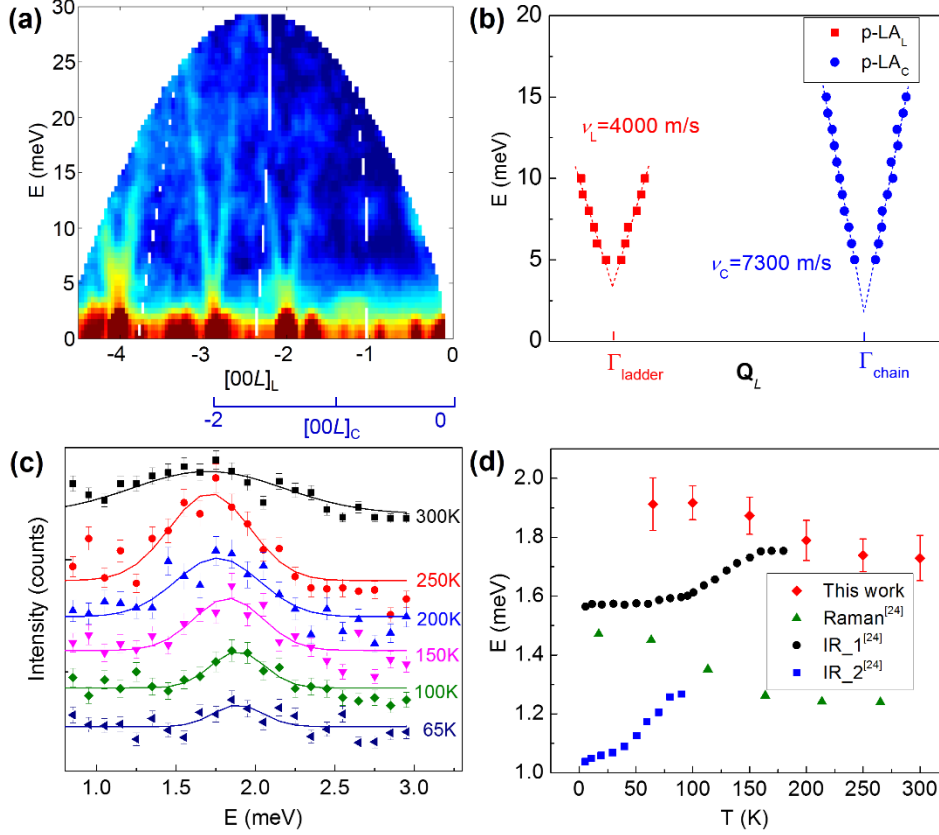 (a)
30
25
20
15
10
5
0
E (meV)
-4
-3
-2
-1
0
[00L]L
-2
0
[00L]C
(b)
20
15
10
5
0
E (meV)
p-LAL
p-LAC
νL=4000 m/s
νC=7300 m/s
Γladder
QL
Γchain
(c)
Intensity (counts)
300K
250K
200K
150K
100K
65K
1.0
1.5
2.0
2.5
3.0
E (meV)
(d)
2.0
1.8
1.6
1.4
1.2
1.0
E (meV)
This work
Raman[24]
IR_1[24]
IR_2[24]
0
50
100
150
200
250
300
T (K)